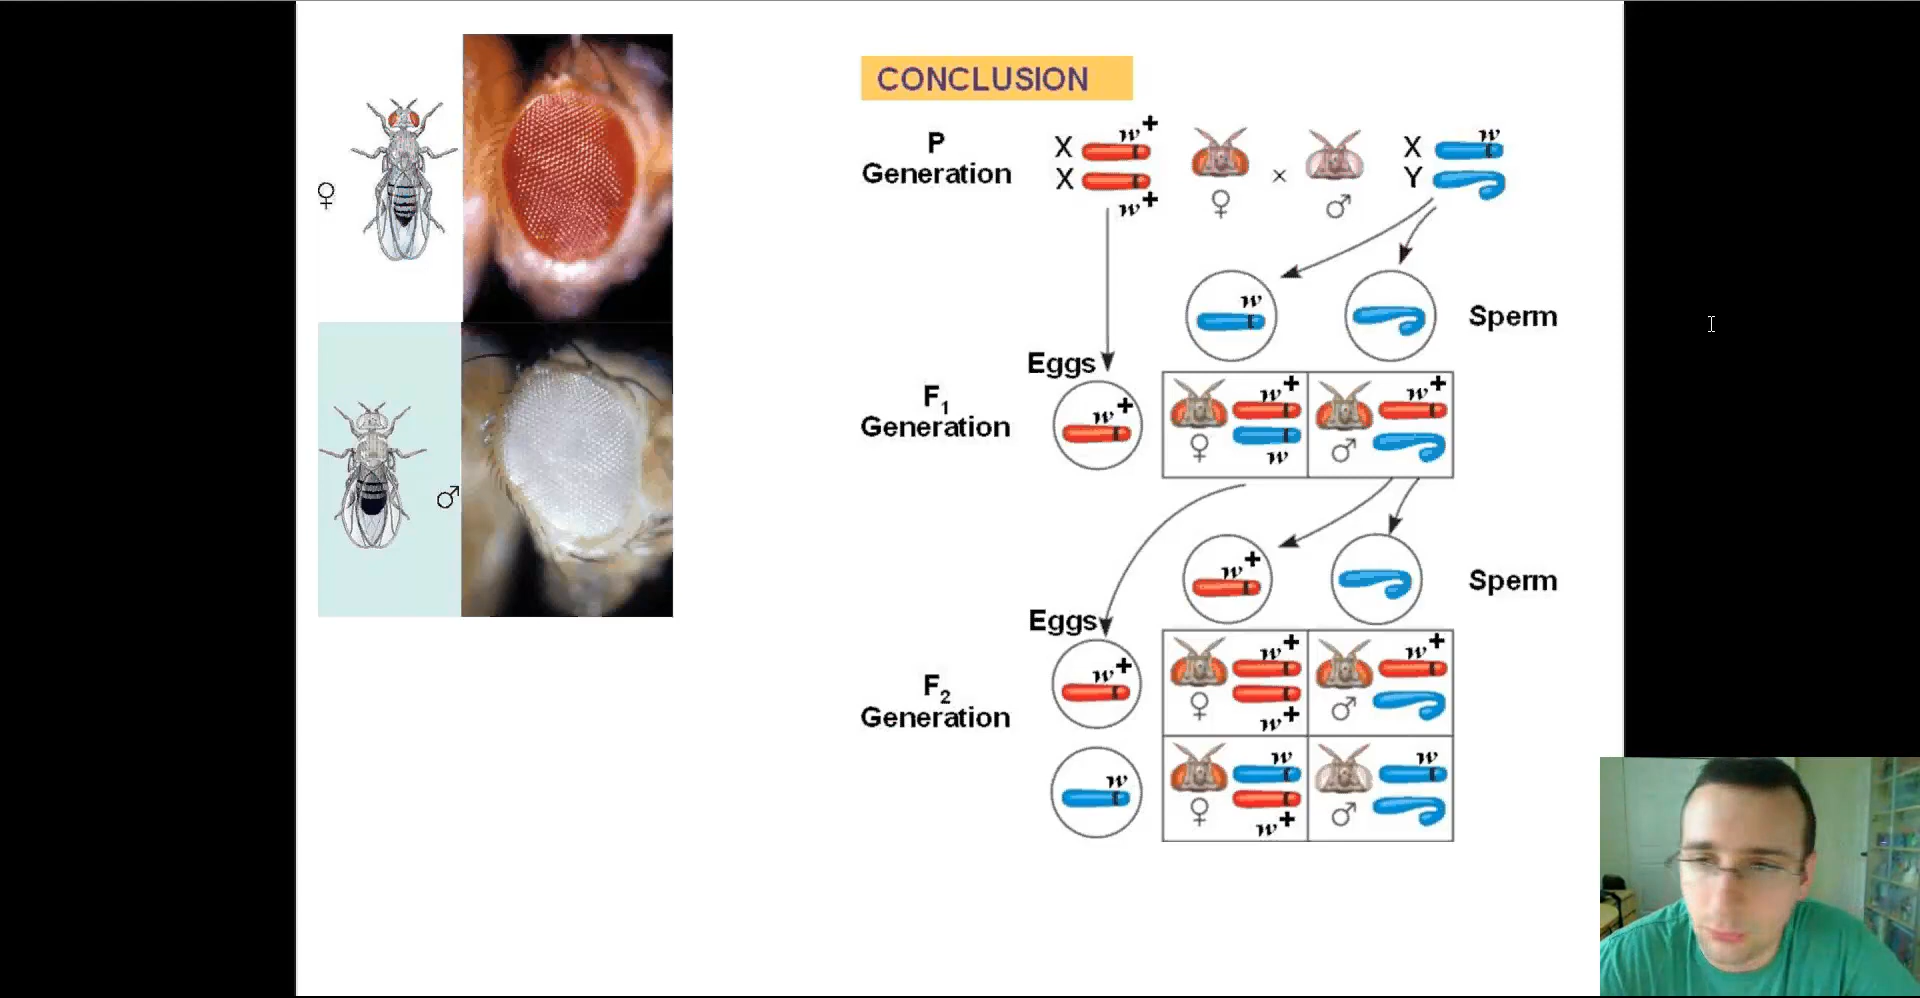 CONCLUSION
P
Generation
X
X
w+
w+
♀
×
♂
X
Y
w
w
Sperm
Eggs
F1
Generation
w+
w+
♀
w
w+
♂
w+
Sperm
Eggs
F2
Generation
w+
w+
♀
w+
w+
♂
w
w
♀
w+
w
♂
♀
♂